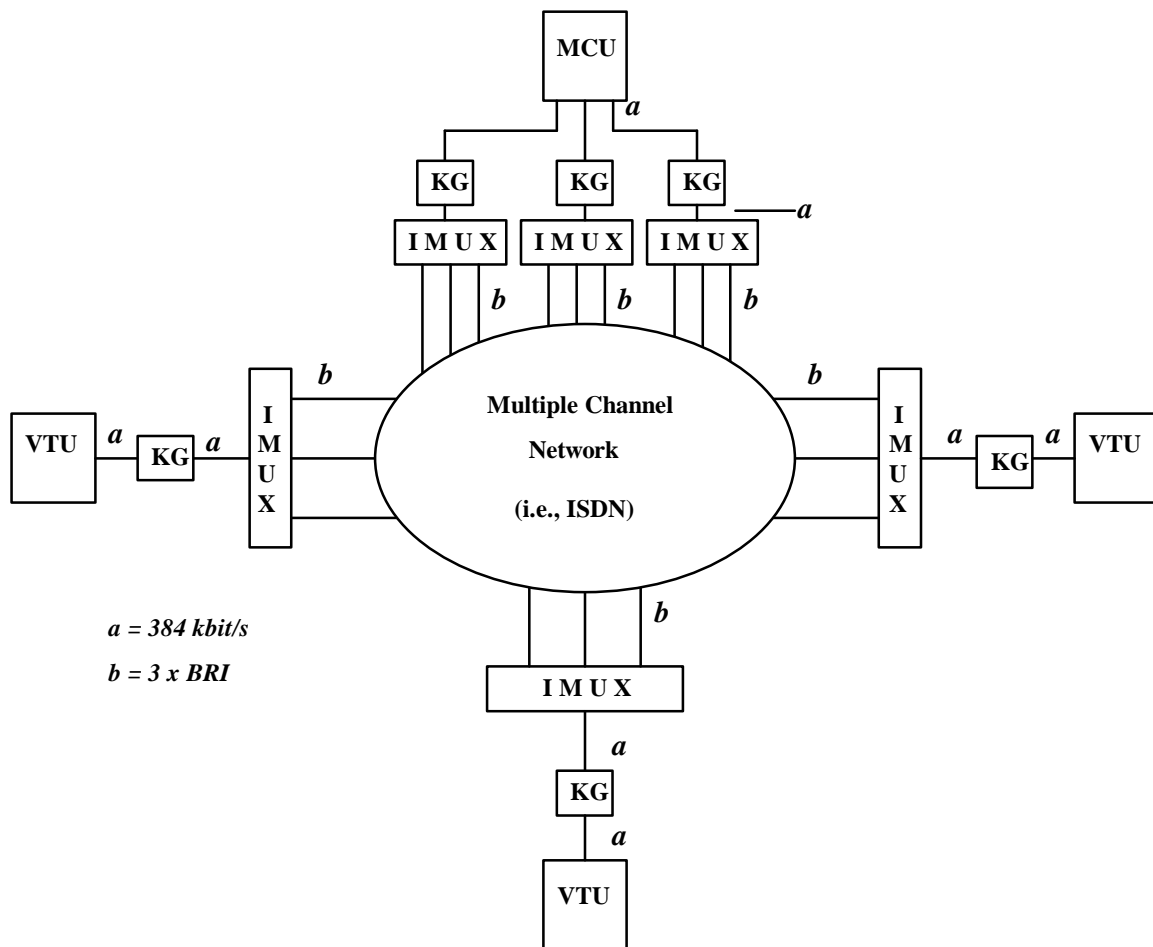 MCU
a
KG
KG
KG
a
I M U X
I M U X
I M U X
b
b
b
b
b
Multiple Channel
Network
(i.e., ISDN)
VTU
a
KG
a
I
M
U
X
I
M
U
X
a
KG
a
VTU
b
a = 384 kbit/s
b = 3 x BRI
I M U X
a
KG
a
VTU